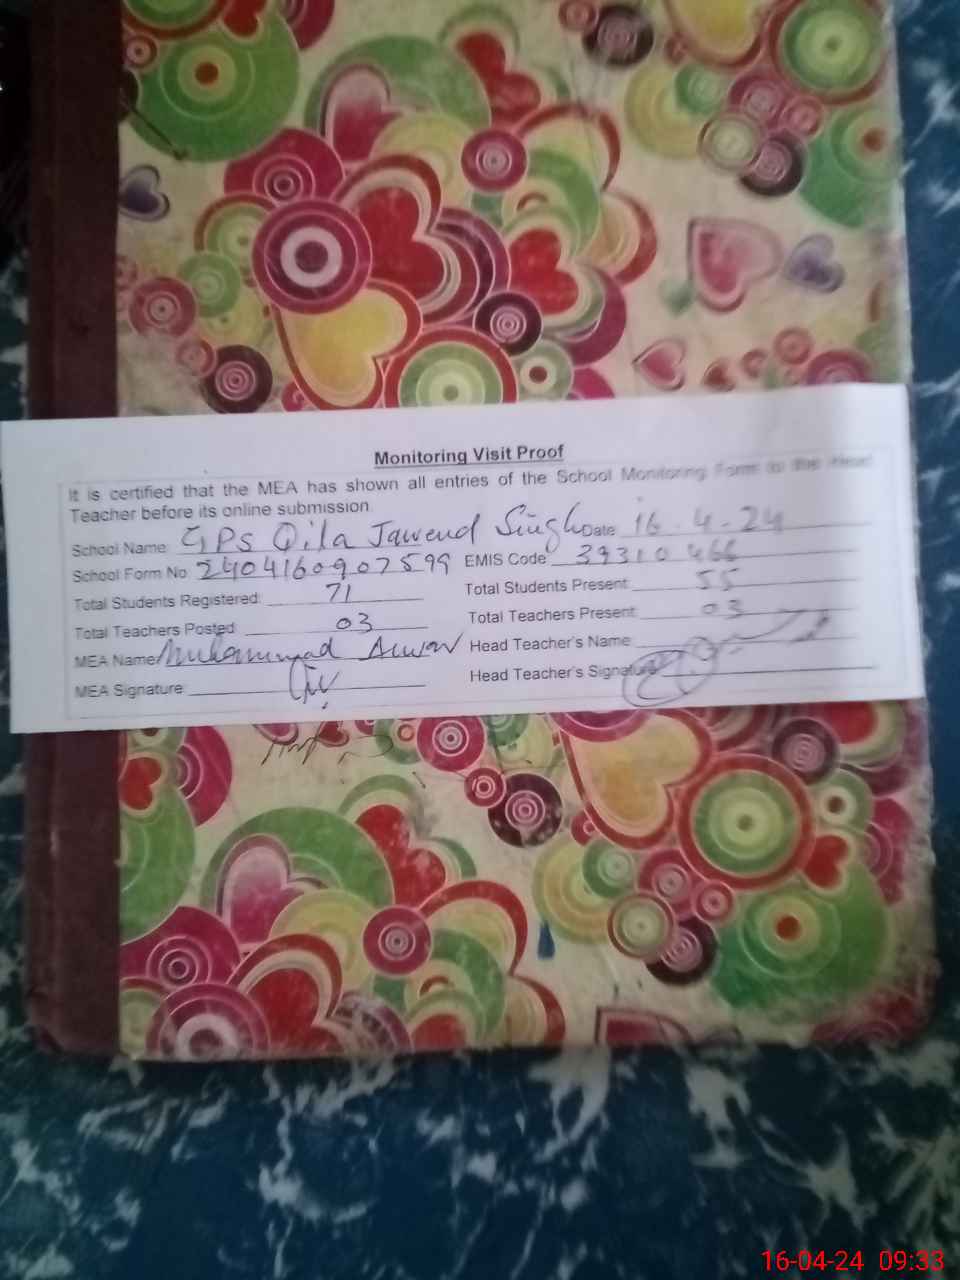 Monitoring Visit Proof
It is certified that the MEA has shown all entries of the School Monitoring Form to the Head
Teacher before its online submission.
School Name: GPS Qila Jawend Singh Date 16.4.24
School Form No 2404160907599 EMIS Code 39310466
Total Students Registered: 71 Total Students Present: 55
Total Teachers Posted: 03 Total Teachers Present: 03
MEA Name: Muhammad Head Teacher's Name:
MEA Signature: Head Teacher's Signature
16-04-24 09:33